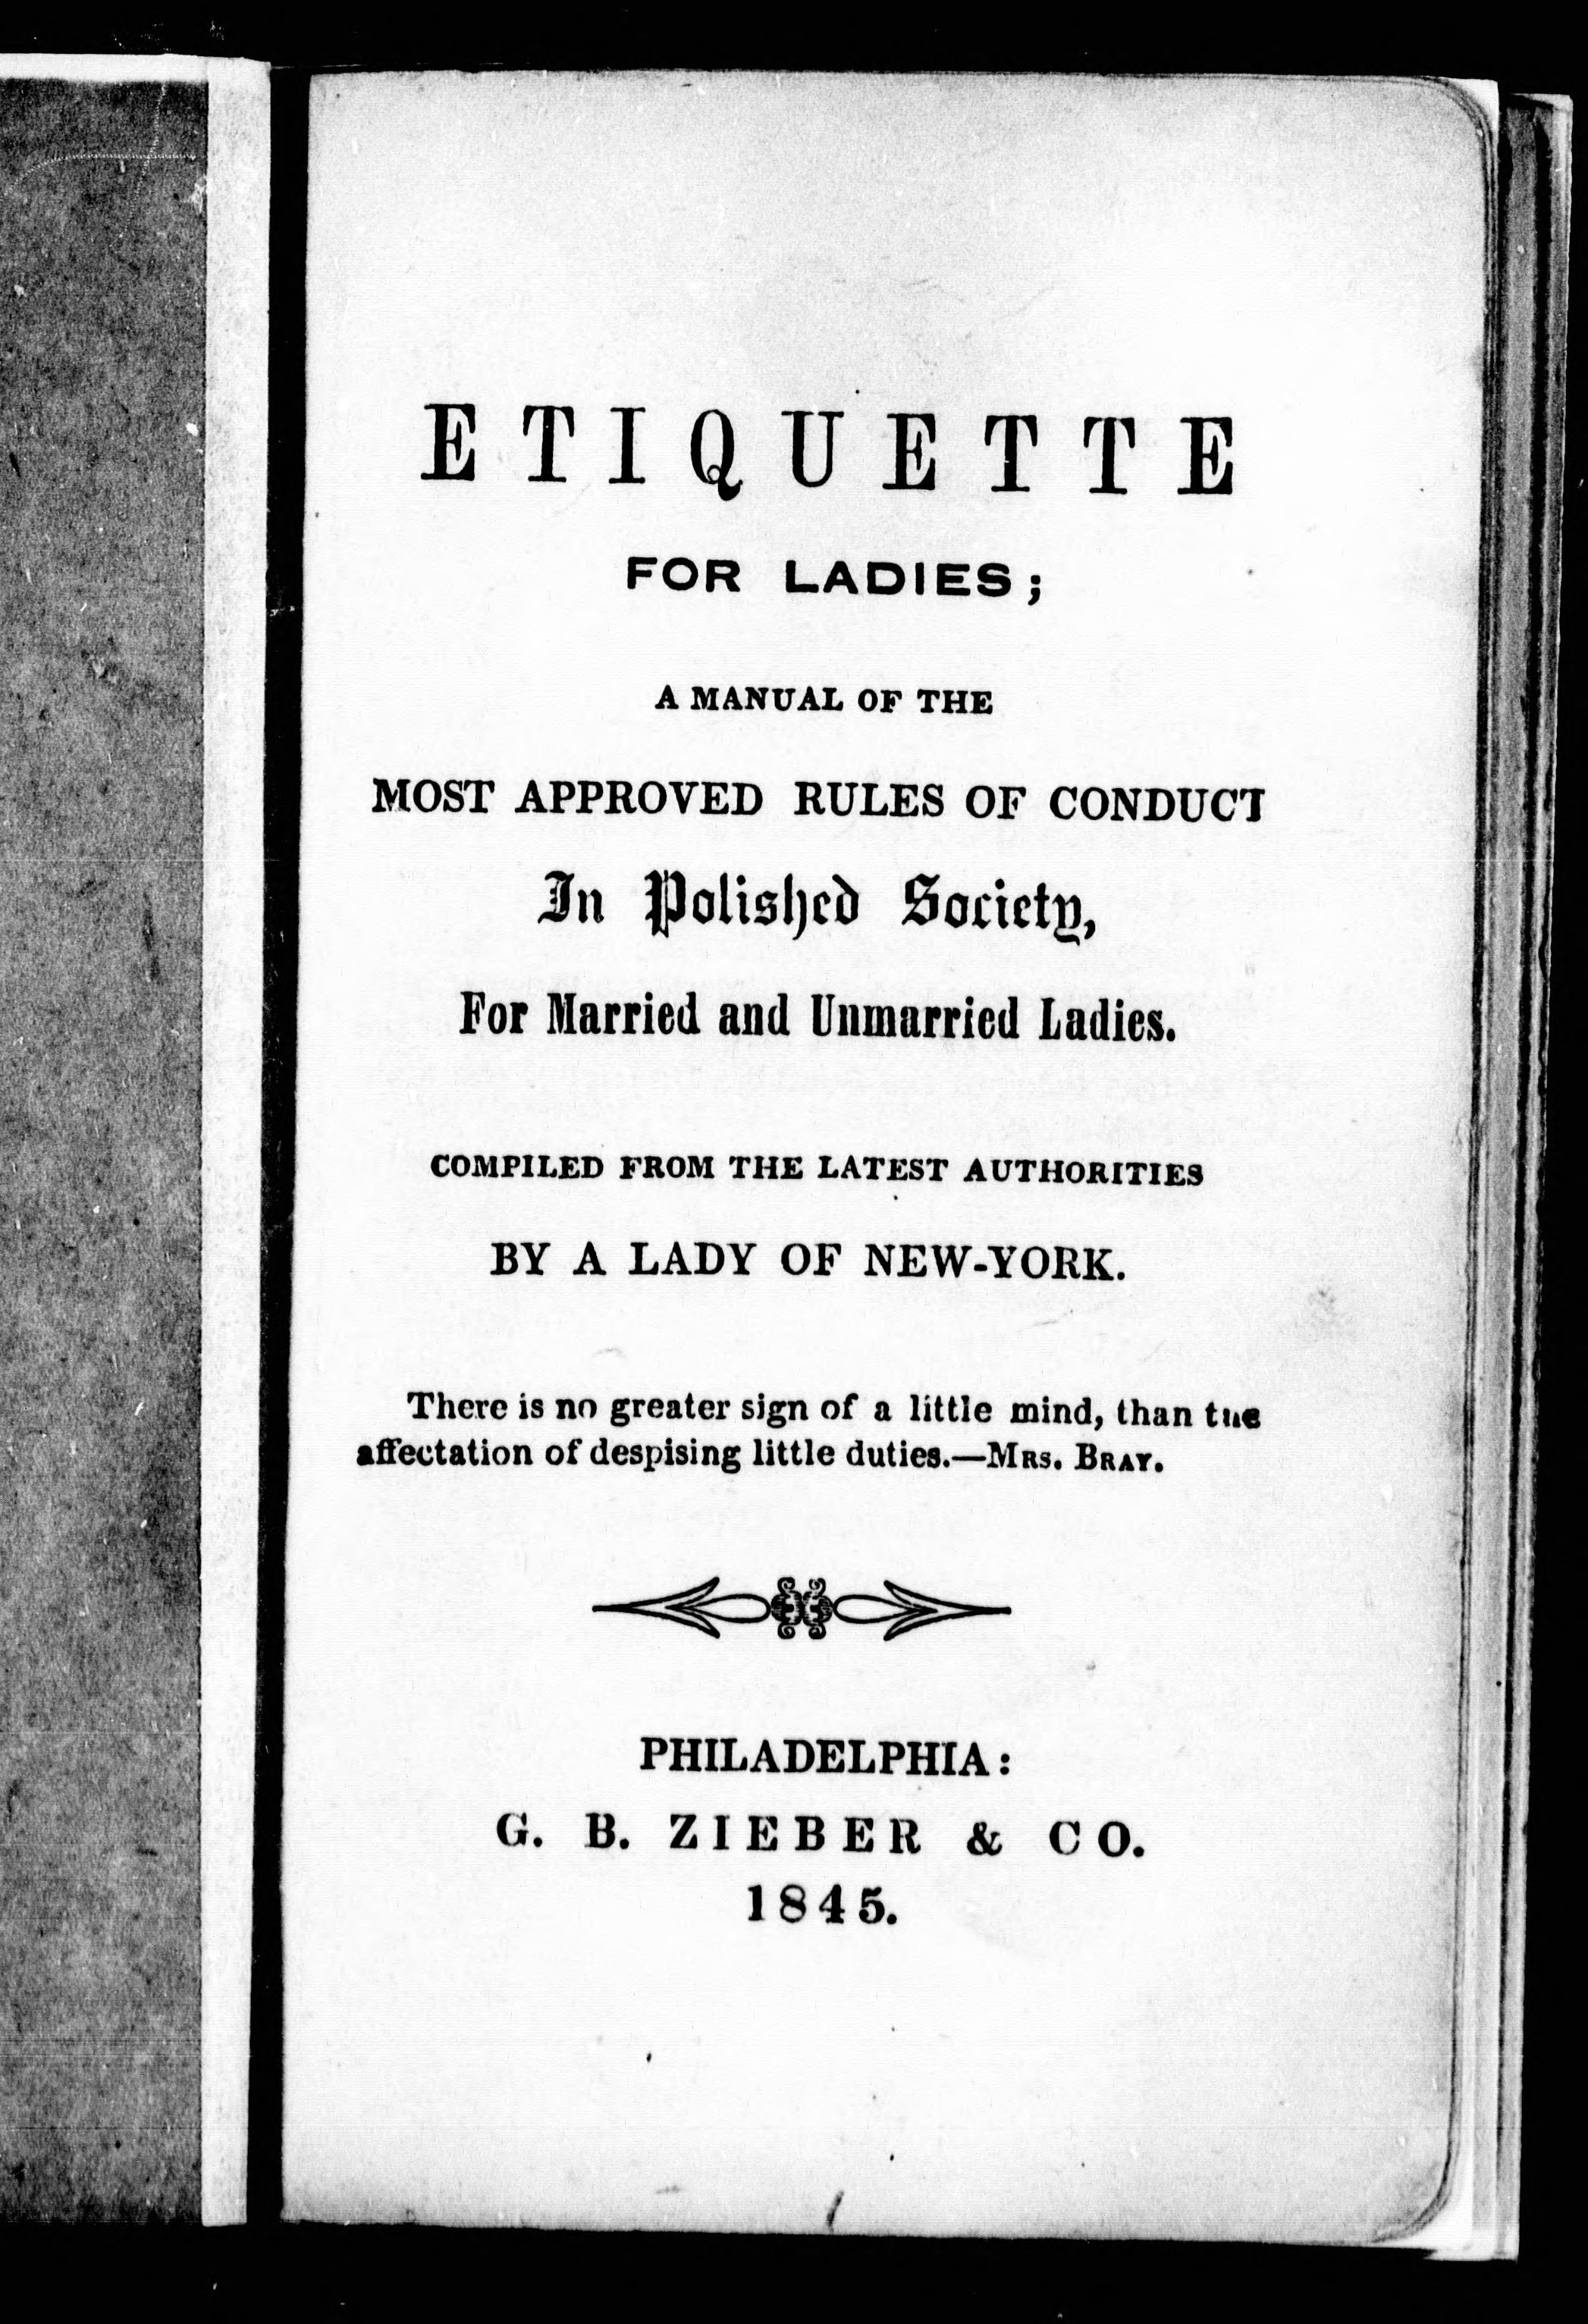 ETIQUETTE
FOR LADIES;
A MANUAL OF THE
MOST APPROVED RULES OF CONDUCT
In Polished Society,
For Married and Unmarried Ladies.
COMPILED FROM THE LATEST AUTHORITIES
BY A LADY OF NEW-YORK.
There is no greater sign of a little mind, than the
affectation of despising little duties.—MRS. BRAY.
PHILADELPHIA:
G. B. ZIEBER & CO.
1845.